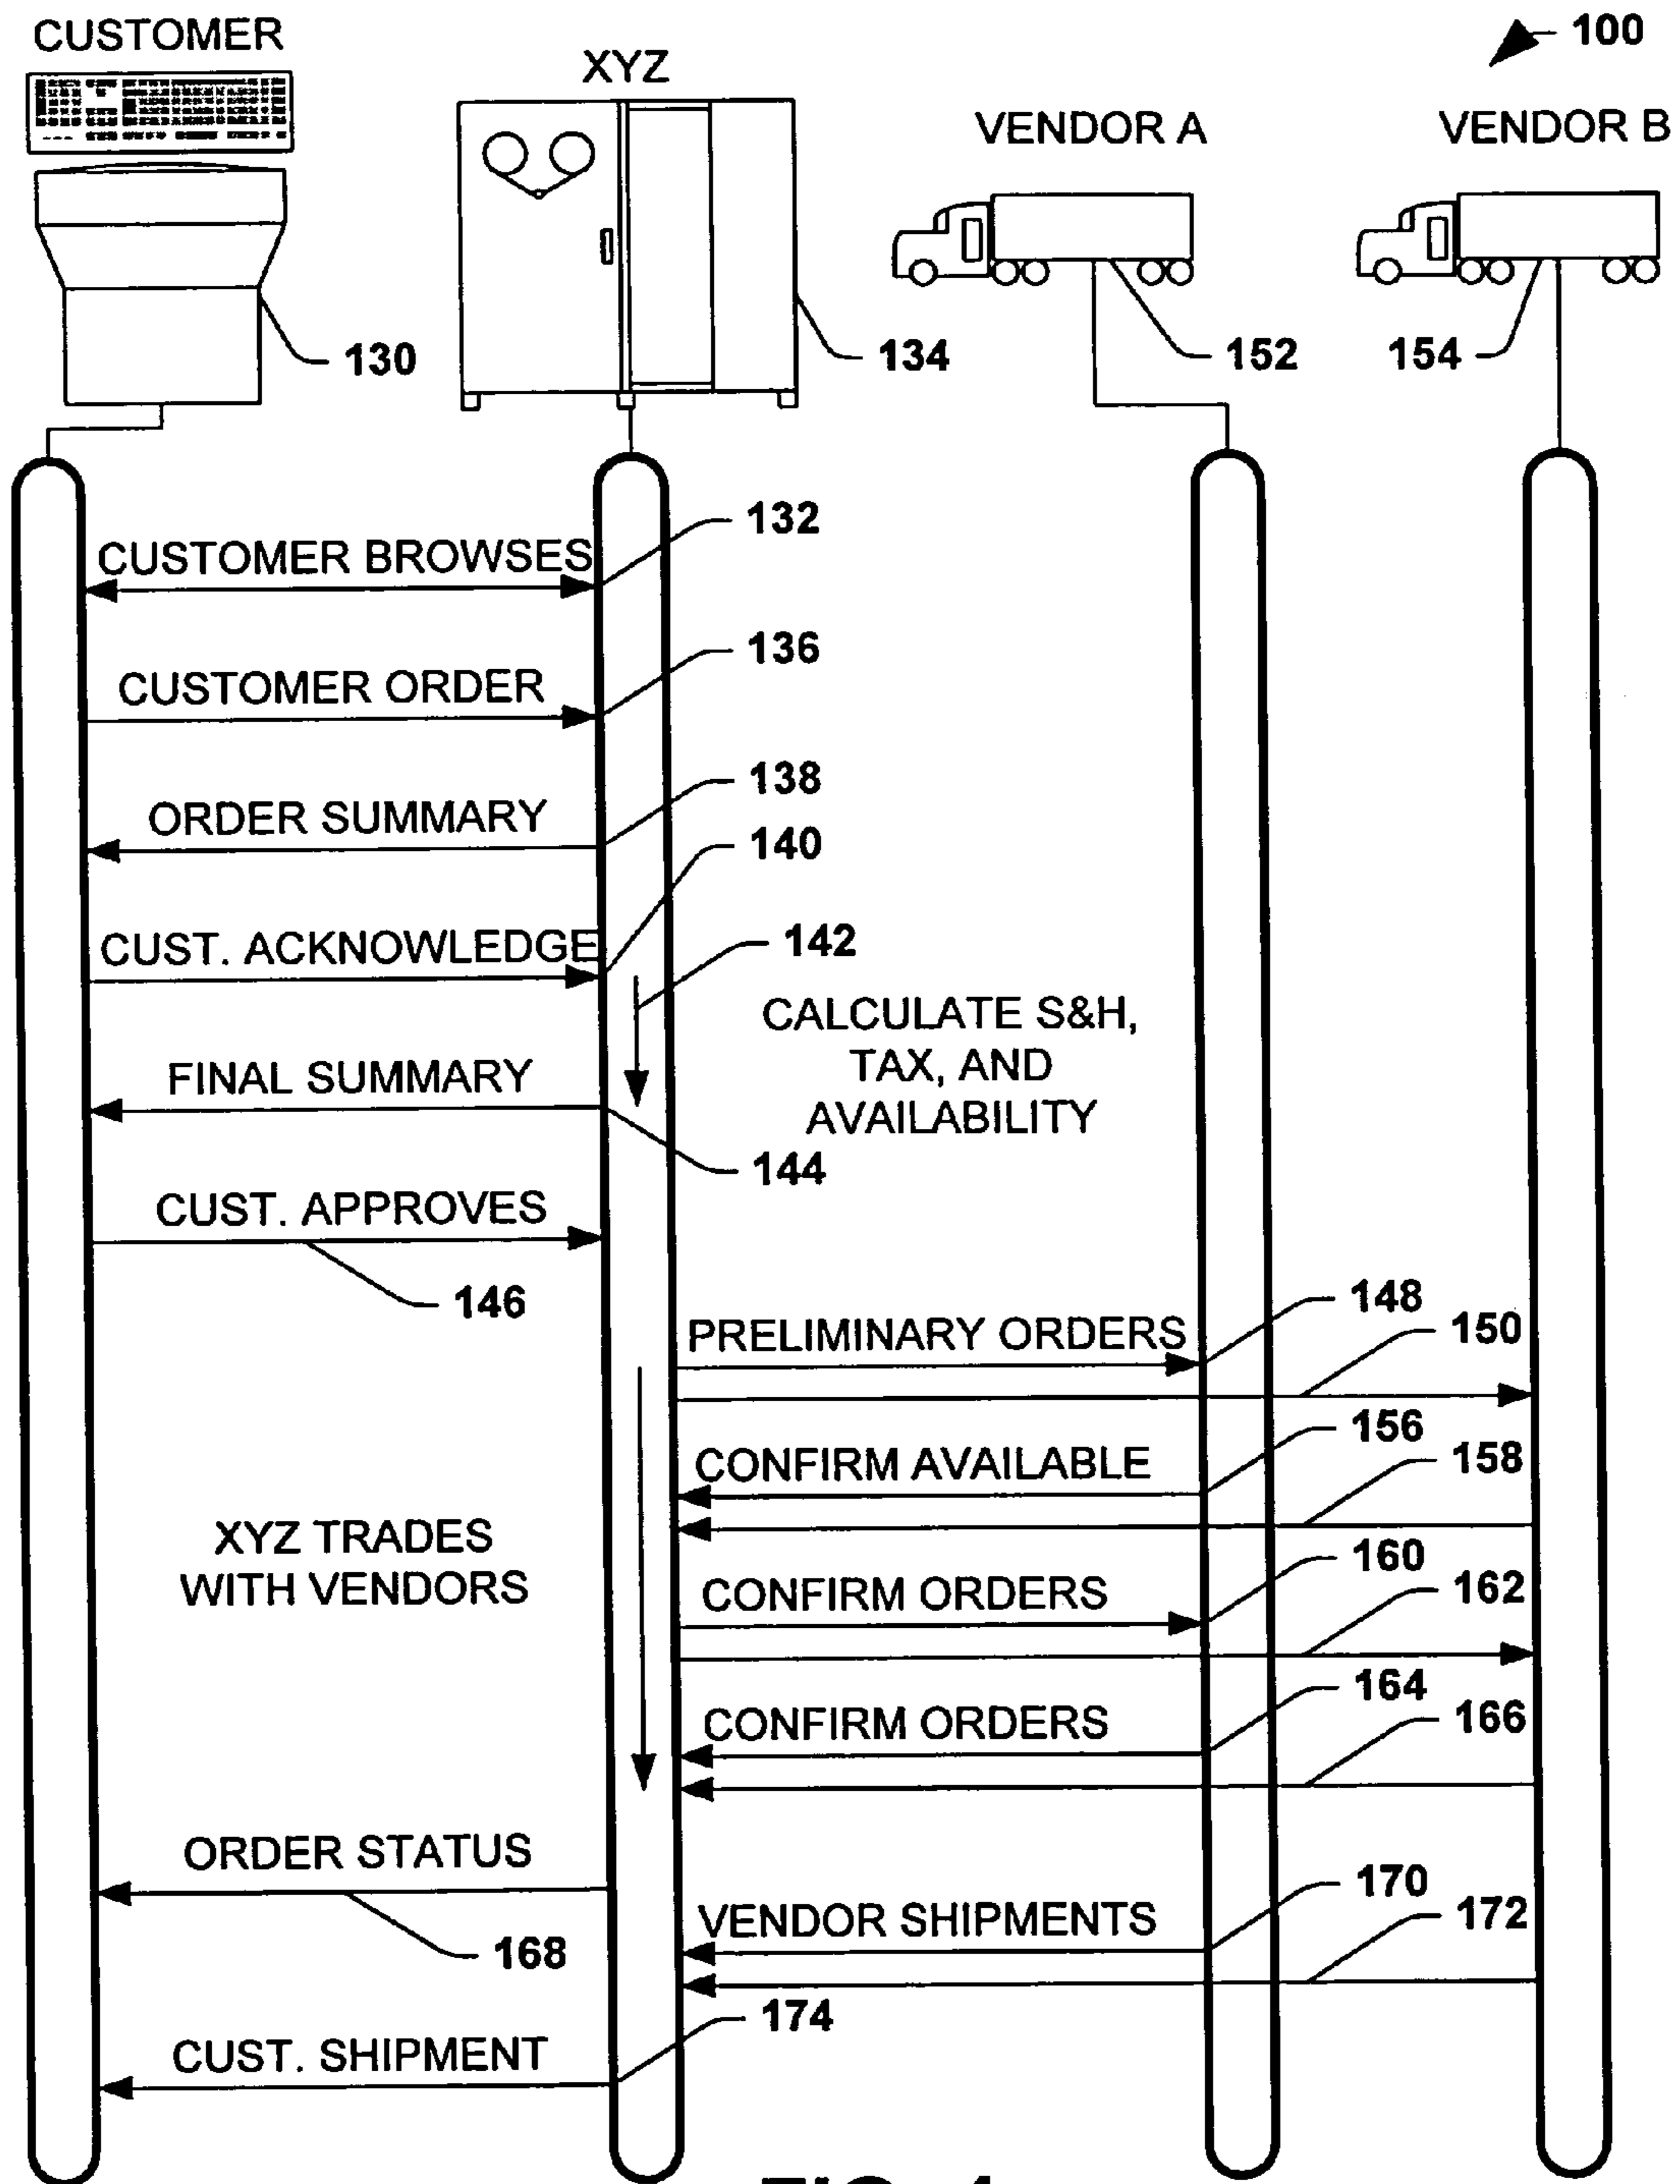 CUSTOMER
100
XYZ
VENDOR A
VENDOR B
130
134
152
154
132
CUSTOMER BROWSES
136
CUSTOMER ORDER
138
ORDER SUMMARY
140
CUST. ACKNOWLEDGE
142
CALCULATE S&H,
TAX, AND
AVAILABILITY
FINAL SUMMARY
144
CUST. APPROVES
146
148
PRELIMINARY ORDERS
150
156
CONFIRM AVAILABLE
158
XYZ TRADES
WITH VENDORS
160
CONFIRM ORDERS
162
164
CONFIRM ORDERS
166
ORDER STATUS
168
170
VENDOR SHIPMENTS
172
174
CUST. SHIPMENT